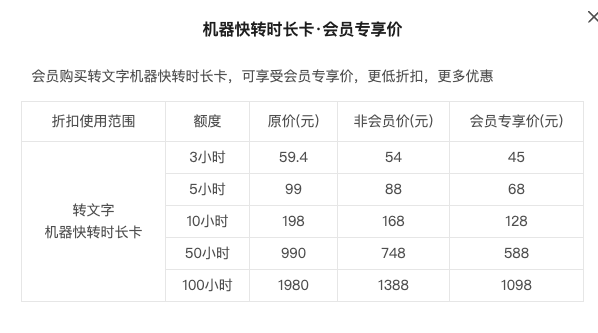 机器快转时长卡·会员专享价
会员购买转文字机器快转时长卡，可享受会员专享价，更低折扣，更多优惠
折扣使用范围 额度 原价(元) 非会员价(元) 会员专享价(元)
转文字
机器快转时长卡
3小时 59.4 54 45
5小时 99 88 68
10小时 198 168 128
50小时 990 748 588
100小时 1980 1388 1098